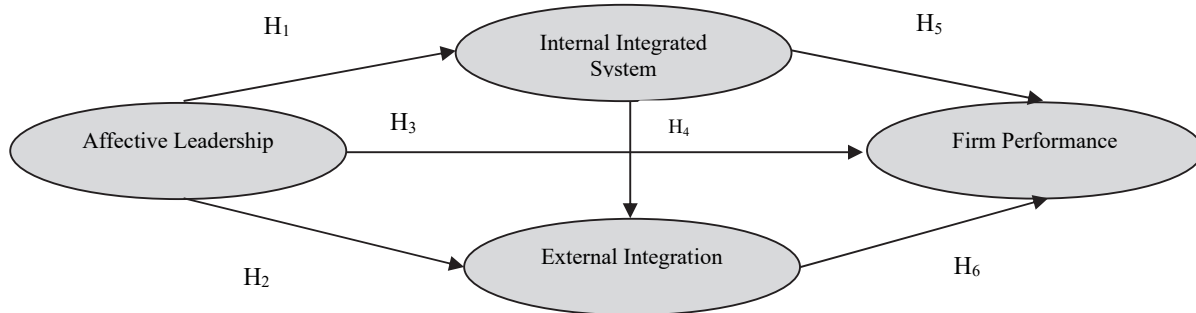 H1
Internal Integrated
System
H5
Affective Leadership
H3
H4
Firm Performance
External Integration
H2
H6